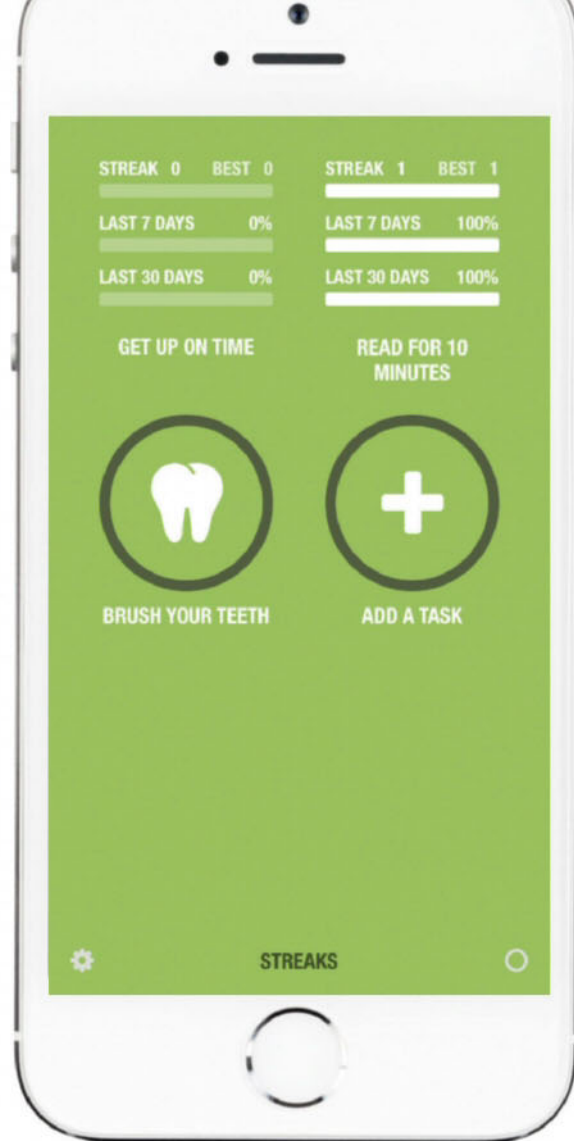 STREAK 0 BEST 0
LAST 7 DAYS 0%
LAST 30 DAYS 0%
GET UP ON TIME
STREAK 1 BEST 1
LAST 7 DAYS 100%
LAST 30 DAYS 100%
READ FOR 10
MINUTES
BRUSH YOUR TEETH
ADD A TASK
STREAKS